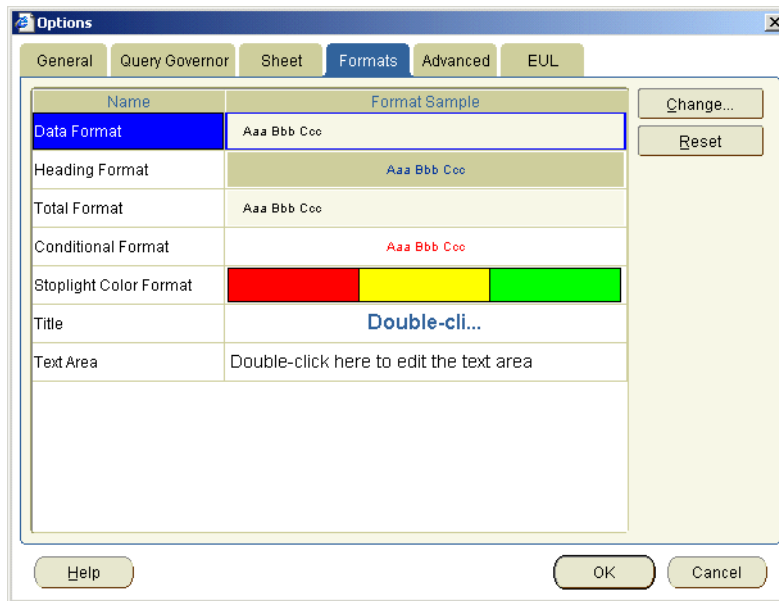 Options
General Query Governor Sheet Formats Advanced EUL
Name Format Sample Change...
Data Format Aaa Bbb Ccc
Reset
Heading Format Aaa Bbb Ccc
Total Format Aaa Bbb Ccc
Conditional Format Aaa Bbb Ccc
Stoplight Color Format
Title Double-cli...
Text Area Double-click here to edit the text area
Help OK Cancel